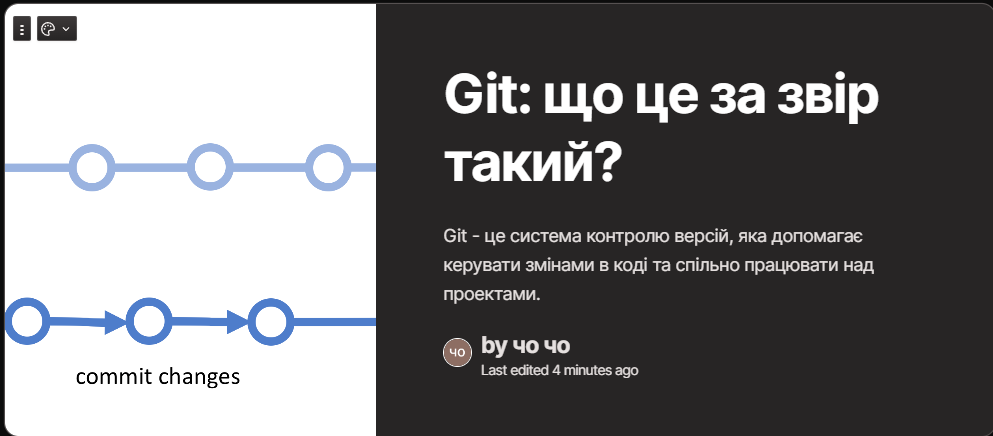 commit changes
Git: що це за звір
такий?
Git - це система контролю версій, яка допомагає
керувати змінами в коді та спільно працювати над
проектами.
чо
by чо чо
Last edited 4 minutes ago